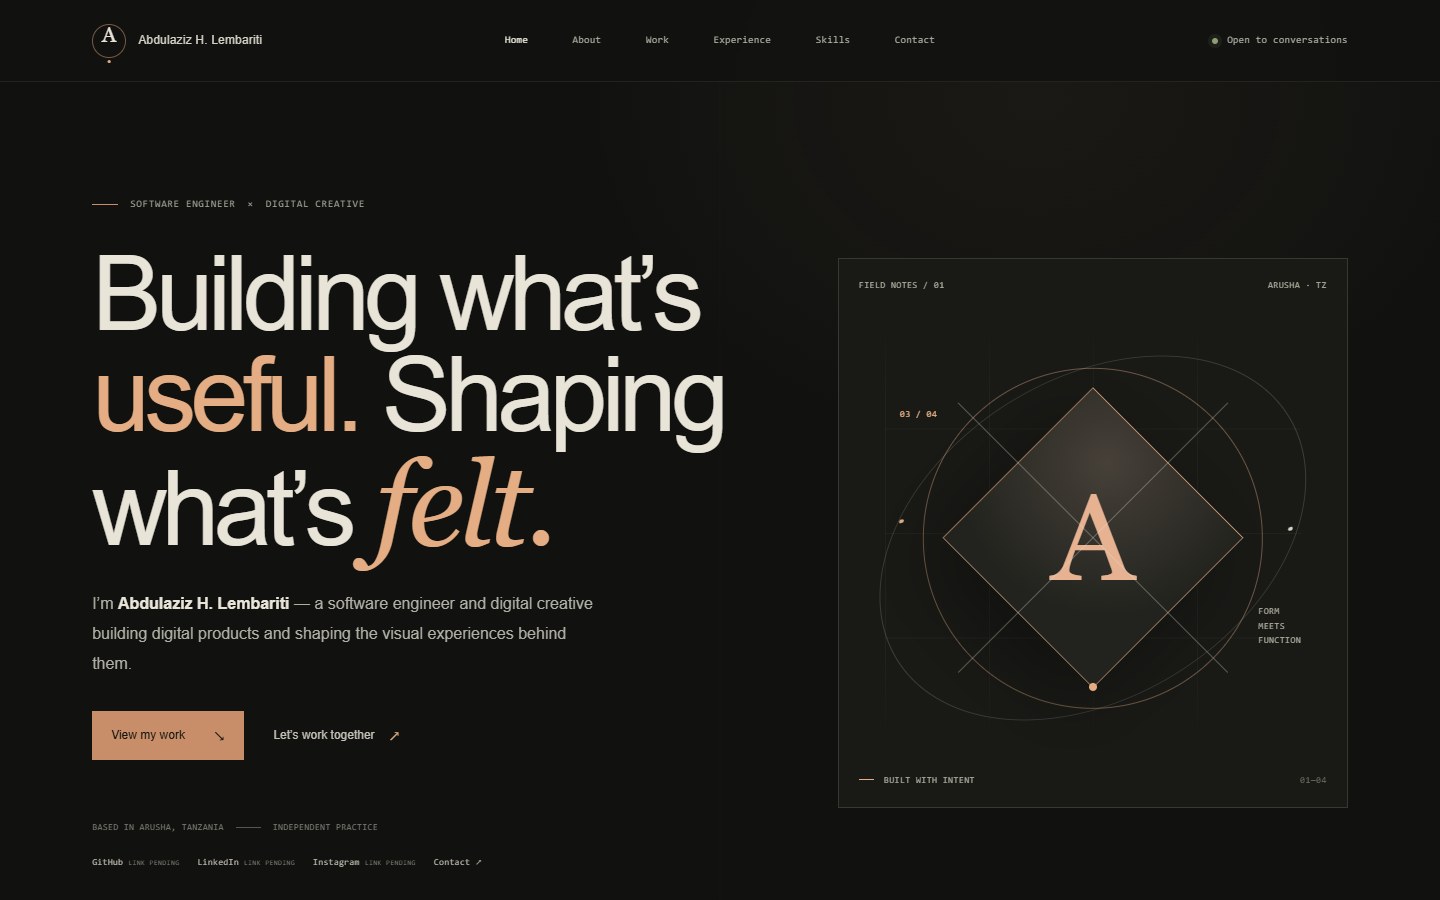 A
Abdulaziz H. Lembariti
Home
About
Work
Experience
Skills
Contact
Open to conversations
SOFTWARE ENGINEER × DIGITAL CREATIVE
Building what’s
useful. Shaping
what’s felt.
I’m Abdulaziz H. Lembariti — a software engineer and digital creative
building digital products and shaping the visual experiences behind
them.
View my work ↘
Let’s work together ↗
BASED IN ARUSHA, TANZANIA
INDEPENDENT PRACTICE
GitHub LINK PENDING
LinkedIn LINK PENDING
Instagram LINK PENDING
Contact ↗
FIELD NOTES / 01
ARUSHA · TZ
03 / 04
A
FORM
MEETS
FUNCTION
BUILT WITH INTENT
01—04